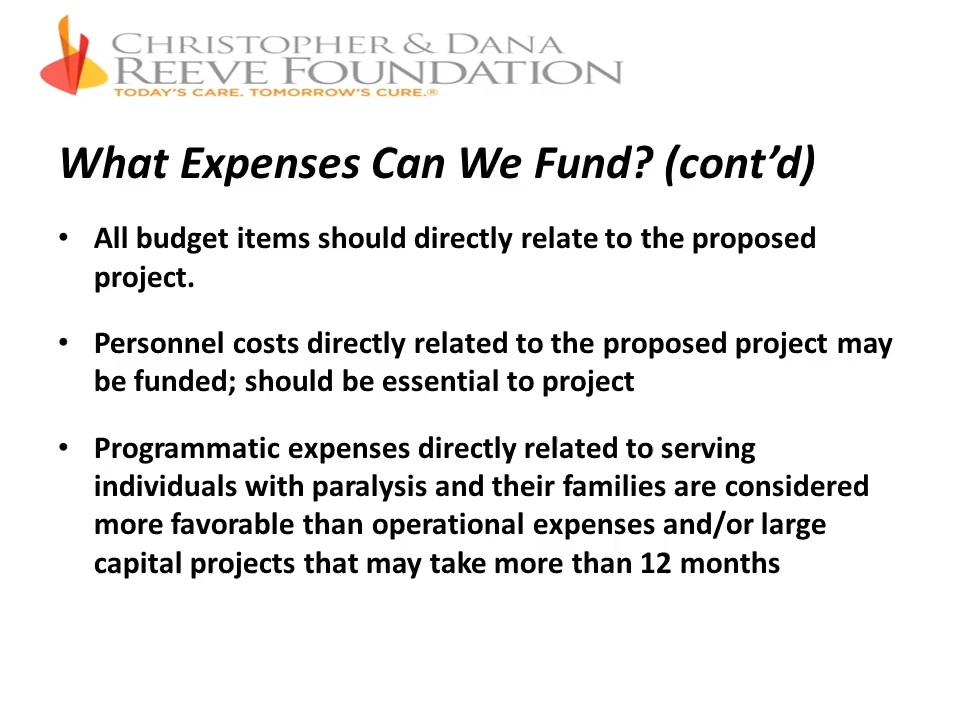 CHRISTOPHER & DANA
REEVE FOUNDATION
TODAY'S CARE. TOMORROW'S CURE.®
What Expenses Can We Fund? (cont’d)
• All budget items should directly relate to the proposed
project.
• Personnel costs directly related to the proposed project may
be funded; should be essential to project
• Programmatic expenses directly related to serving
individuals with paralysis and their families are considered
more favorable than operational expenses and/or large
capital projects that may take more than 12 months